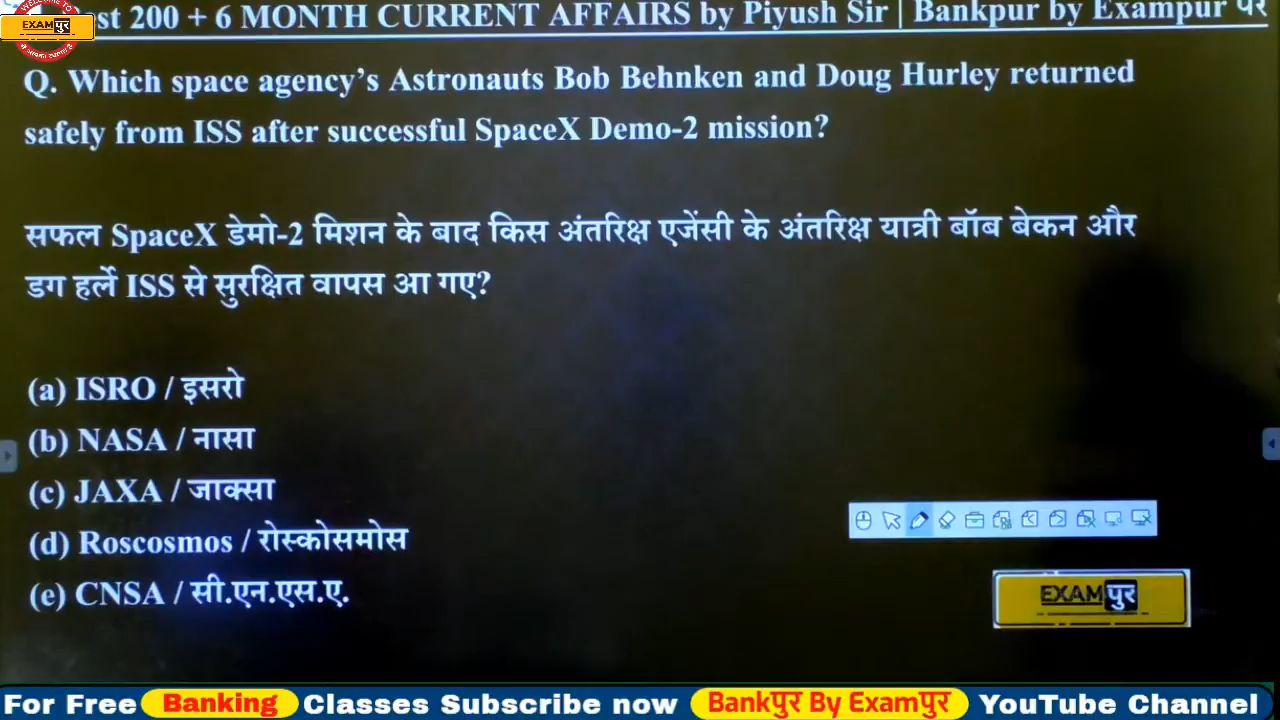 WELCOME TO
EXAMपुर
st 200 + 6 MONTH CURRENT AFFAIRS by Piyush Sir | Bankpur by Exampur पर
Q. Which space agency's Astronauts Bob Behnken and Doug Hurley returned
safely from ISS after successful SpaceX Demo-2 mission?
सफल SpaceX डेमो-2 मिशन के बाद किस अंतरिक्ष एजेंसी के अंतरिक्ष यात्री बॉब बेकन और
डग हर्ले ISS से सुरक्षित वापस आ गए?
(a) ISRO / इसरो
(b) NASA / नासा
(c) JAXA / जाक्सा
(d) Roscosmos / रोस्कोसमोस
(e) CNSA / सी.एन.एस.ए.
EXAMपुर
For Free Banking Classes Subscribe now Bankपुर By Examपुर YouTube Channel